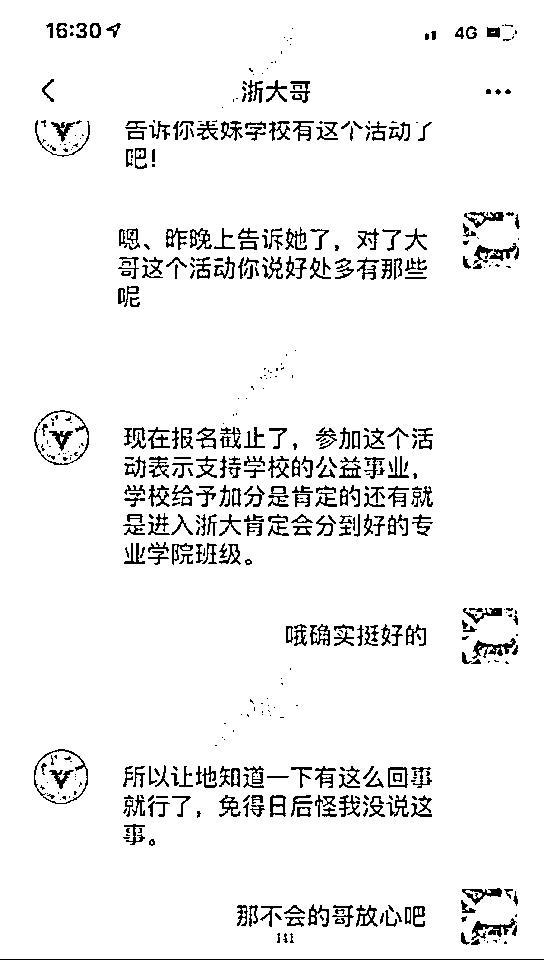 16:30
4G
浙大哥
告诉你表妹学校有这个活动了
吧!
嗯、昨晚上告诉她了，对了大
哥这个活动你说好处多有那些
呢
现在报名截止了，参加这个活
动表示支持学校的公益事业，
学校给予加分是肯定的还有就
是进入浙大肯定会分到好的专
业学院班级。
哦确实挺好的
所以让地知道一下有这么回事
就行了，免得日后怪我没说这
事。
那不会的哥放心吧
141